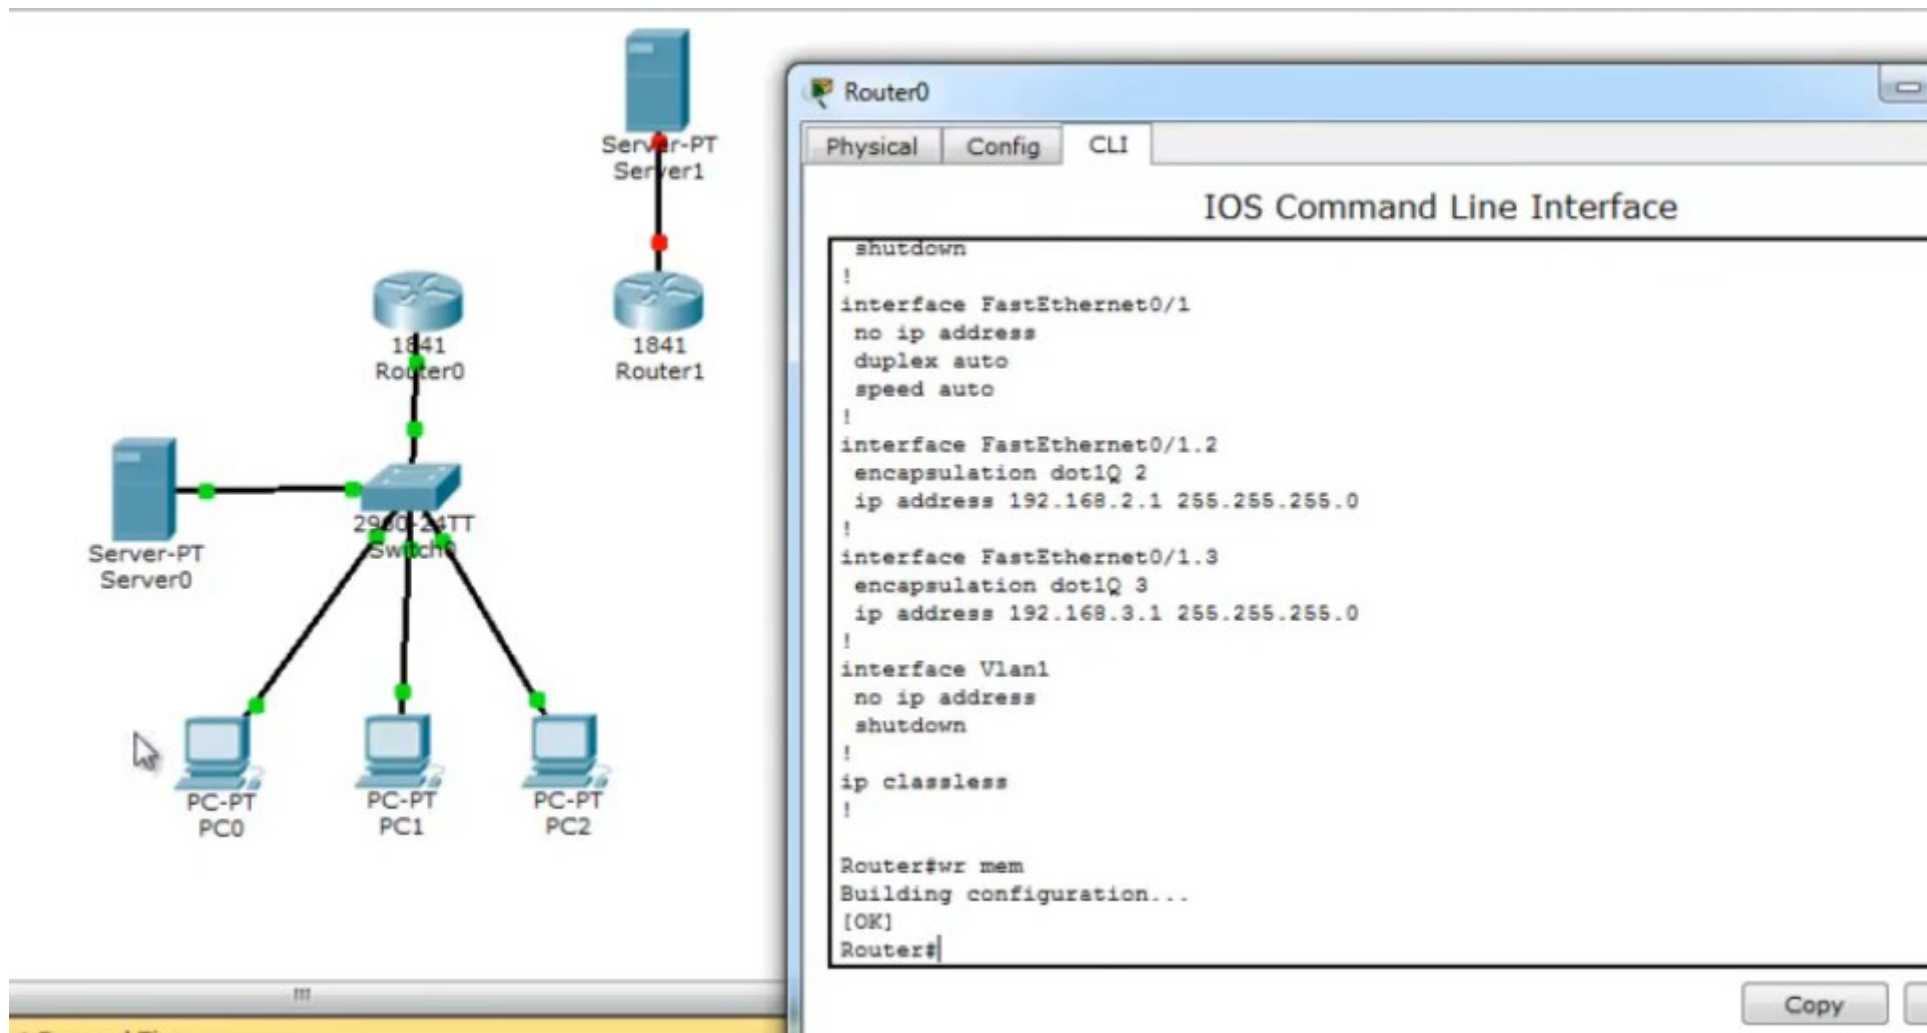 Server-PT
Server1
1841
Router0
1841
Router1
Server-PT
Server0
2960-24TT
Switch0
PC-PT
PC0
PC-PT
PC1
PC-PT
PC2
Router0
Physical
Config
CLI
IOS Command Line Interface
shutdown
!
interface FastEthernet0/1
no ip address
duplex auto
speed auto
!
interface FastEthernet0/1.2
encapsulation dot1Q 2
ip address 192.168.2.1 255.255.255.0
!
interface FastEthernet0/1.3
encapsulation dot1Q 3
ip address 192.168.3.1 255.255.255.0
!
interface Vlan1
no ip address
shutdown
!
ip classless
!
Router#wr mem
Building configuration...
[OK]
Router#
Copy